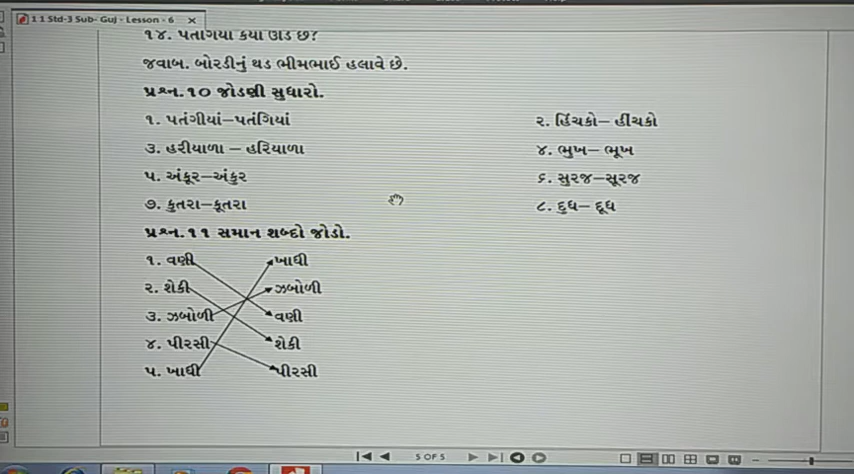 1 1 Std-3 Sub- Guj - Lesson - 6
૧૪. પતંગિયા કયા ઊડે છે?
જવાબ. બોરડીનું થડ ભીમભાઈ હલાવે છે.
પ્રશ્ન.૧૦ જોડણી સુધારો.
૧. પતંગીયાં–પતંગિયાં
૨. હિંચકો– હીંચકો
૩. હરીયાળા – હરિયાળા
૪. ભુખ– ભૂખ
૫. અંકૂર–અંકુર
૬. સુરજ–સૂરજ
૭. કુતરા–કૂતરા
૮. દુધ– દૂધ
પ્રશ્ન.૧૧ સમાન શબ્દો જોડો.
૧. વણી ખાધી
૨. શેકી ઝબોળી
૩. ઝબોળી વણી
૪. પીરસી શેકી
૫. ખાધી પીરસી
5 OF 5